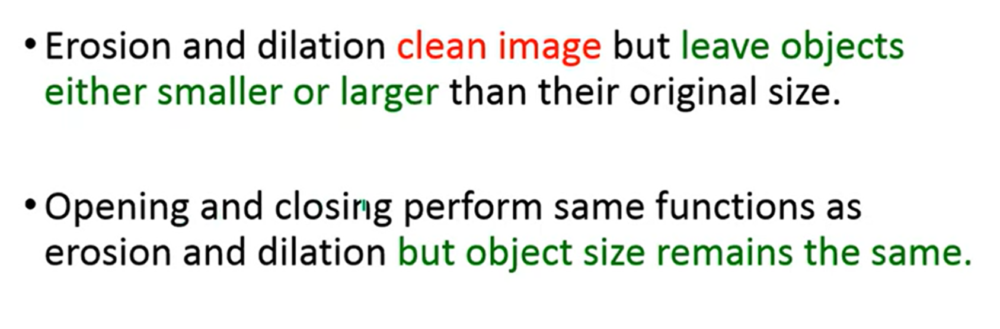 • Erosion and dilation clean image but leave objects
either smaller or larger than their original size.
• Opening and closing perform same functions as
erosion and dilation but object size remains the same.